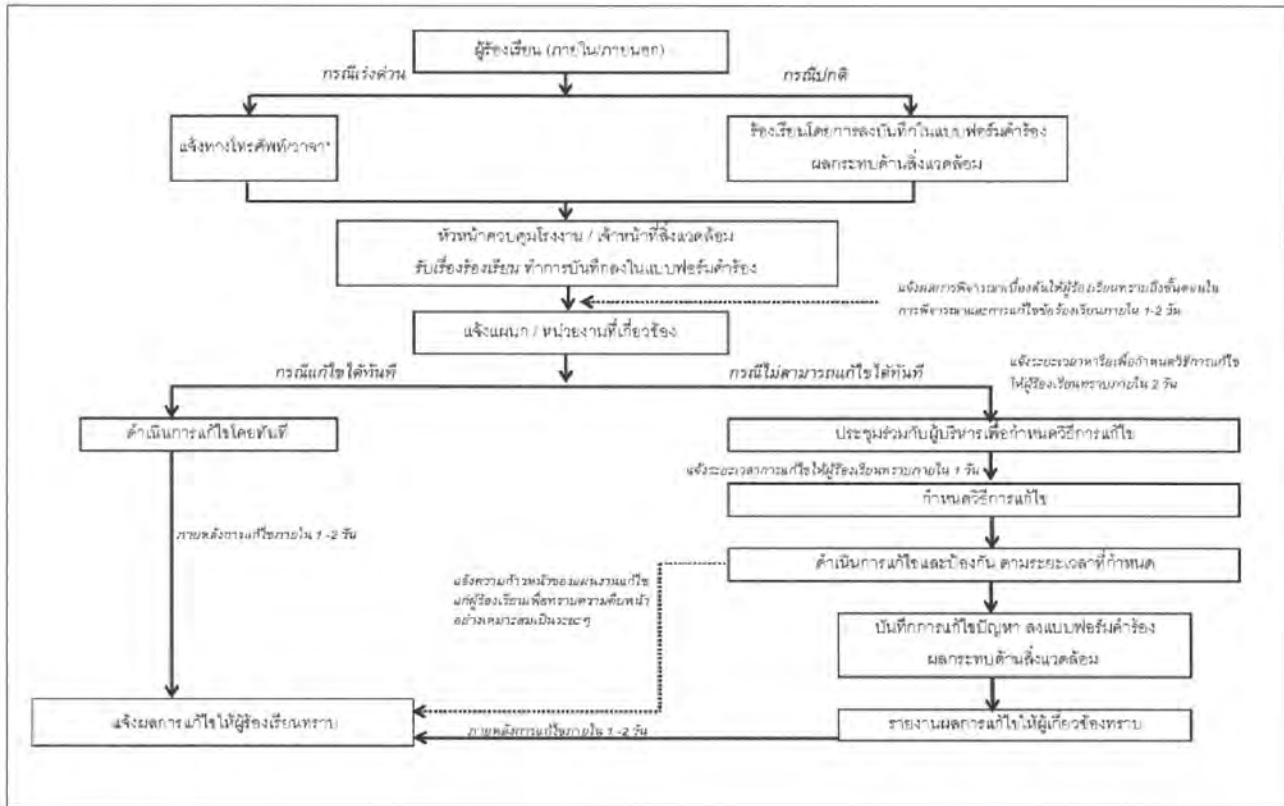 ผู้ร้องเรียน (ภายใน/ภายนอก)
กรณีเร่งด่วน
กรณีปกติ
แจ้งทางโทรศัพท์/วาจา*
ร้องเรียนโดยการลงบันทึกในแบบฟอร์มคำร้อง
ผลกระทบด้านสิ่งแวดล้อม
หัวหน้าควบคุมโรงงาน / เจ้าหน้าที่สิ่งแวดล้อม
รับเรื่องร้องเรียน ทำการบันทึกลงในแบบฟอร์มคำร้อง
แจ้งผลการพิจารณาเบื้องต้นให้ผู้ร้องเรียนทราบถึงขั้นตอนใน
การพิจารณาและการแก้ไขข้อร้องเรียนภายใน 1-2 วัน
แจ้งแผนก / หน่วยงานที่เกี่ยวข้อง
กรณีแก้ไขได้ทันที
กรณีไม่สามารถแก้ไขได้ทันที
แจ้งระยะเวลาหารือเพื่อกำหนดวิธีการแก้ไข
ให้ผู้ร้องเรียนทราบภายใน 2 วัน
ดำเนินการแก้ไขโดยทันที
ประชุมร่วมกับผู้บริหารเพื่อกำหนดวิธีการแก้ไข
แจ้งระยะเวลาการแก้ไขให้ผู้ร้องเรียนทราบภายใน 1 วัน
กำหนดวิธีการแก้ไข
ภายหลังการแก้ไขภายใน 1 -2 วัน
ดำเนินการแก้ไขและป้องกัน ตามระยะเวลาที่กำหนด
แจ้งความก้าวหน้าของแผนงานแก้ไข
แก่ผู้ร้องเรียนเพื่อทราบความคืบหน้า
อย่างเหมาะสมเป็นระยะๆ
บันทึกการแก้ไขปัญหา ลงแบบฟอร์มคำร้อง
ผลกระทบด้านสิ่งแวดล้อม
แจ้งผลการแก้ไขให้ผู้ร้องเรียนทราบ
รายงานผลการแก้ไขให้ผู้เกี่ยวข้องทราบ
ภายหลังการแก้ไขภายใน 1 -2 วัน